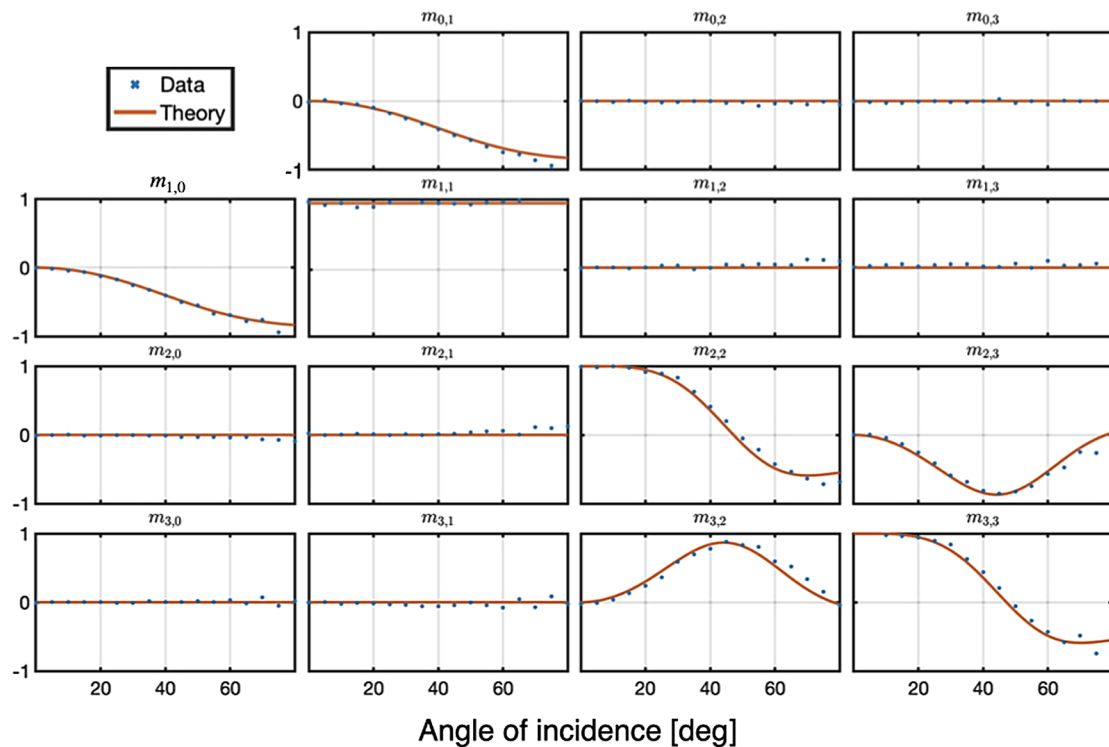 m0,1 m0,2 m0,3
1
0
-1
Data
Theory
m1,0 m1,1 m1,2 m1,3
1
0
-1
m2,0 m2,1 m2,2 m2,3
1
0
-1
m3,0 m3,1 m3,2 m3,3
1
0
-1
20 40 60 20 40 60 20 40 60 20 40 60
Angle of incidence [deg]